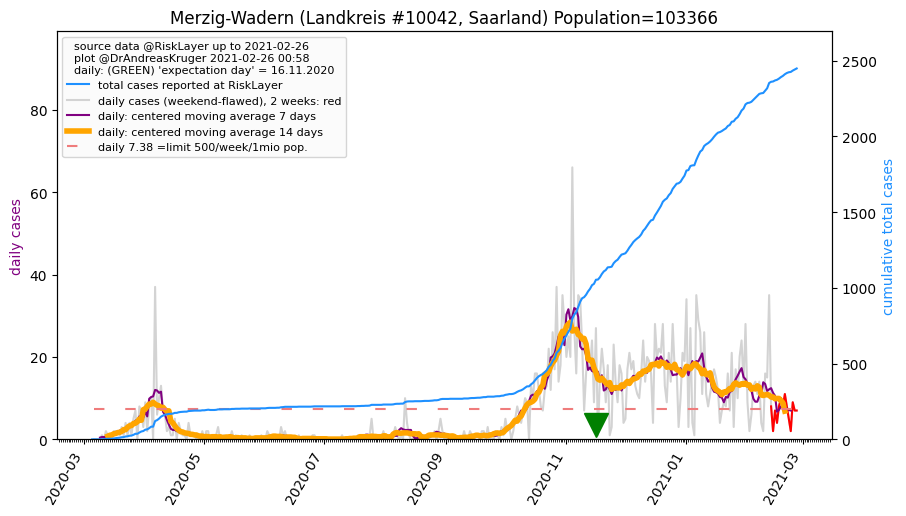 Merzig-Wadern (Landkreis #10042, Saarland) Population=103366
source data @RiskLayer up to 2021-02-26
plot @DrAndreasKruger 2021-02-26 00:58
daily: (GREEN) 'expectation day' = 16.11.2020
total cases reported at RiskLayer
daily cases (weekend-flawed), 2 weeks: red
daily: centered moving average 7 days
daily: centered moving average 14 days
daily 7.38 =limit 500/week/1mio pop.
daily cases
80
60
40
20
0
cumulative total cases
2500
2000
1500
1000
500
0
2020-03
2020-05
2020-07
2020-09
2020-11
2021-01
2021-03